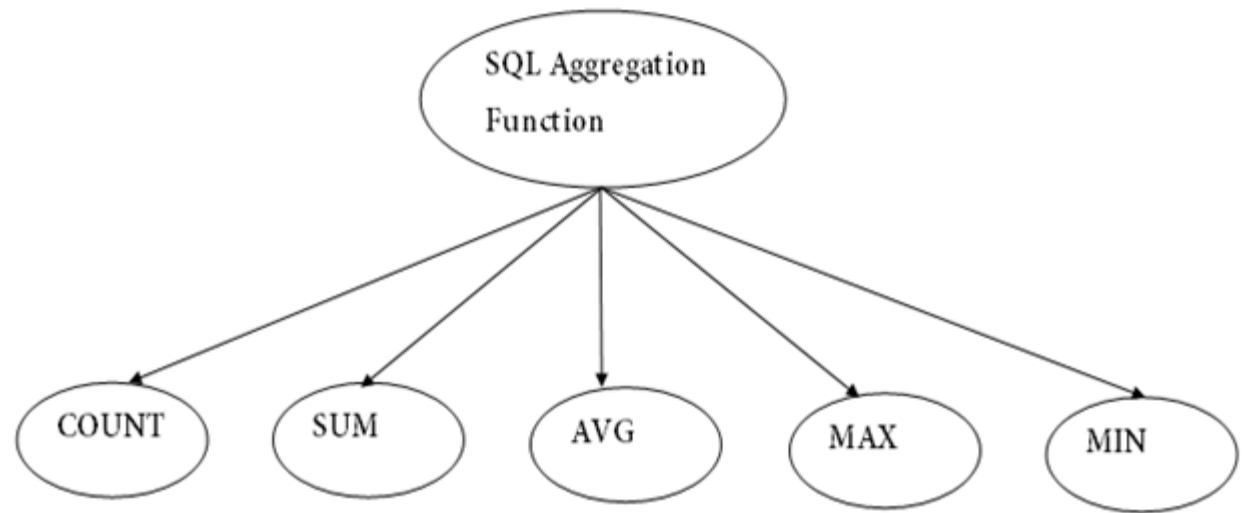 SQL Aggregation
Function
COUNT
SUM
AVG
MAX
MIN